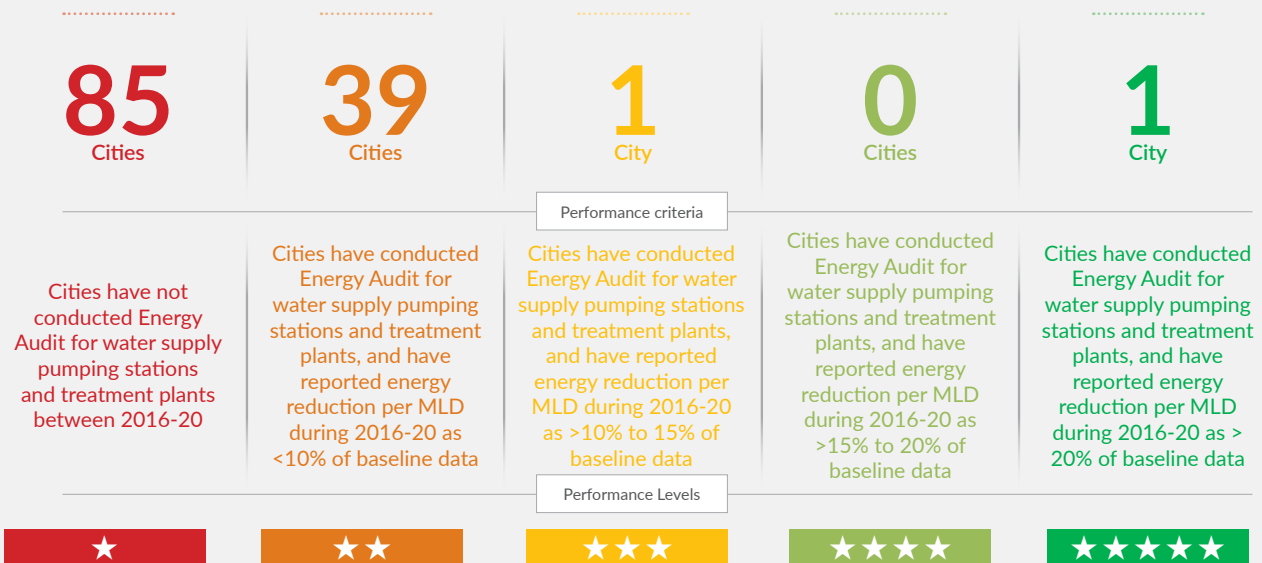 85
Cities
39
Cities
1
City
0
Cities
1
City
Performance criteria
Cities have not
conducted Energy
Audit for water supply
pumping stations
and treatment plants
between 2016-20
Cities have conducted
Energy Audit for
water supply pumping
stations and treatment
plants, and have
reported energy
reduction per MLD
during 2016-20 as
<10% of baseline data
Cities have conducted
Energy Audit for water
supply pumping stations
and treatment plants,
and have reported
energy reduction per
MLD during 2016-20
as >10% to 15% of
baseline data
Cities have conducted
Energy Audit for
water supply pumping
stations and treatment
plants, and have
reported energy
reduction per MLD
during 2016-20 as
>15% to 20% of
baseline data
Cities have conducted
Energy Audit for
water supply pumping
stations and treatment
plants, and have
reported energy
reduction per MLD
during 2016-20 as >
20% of baseline data
Performance Levels